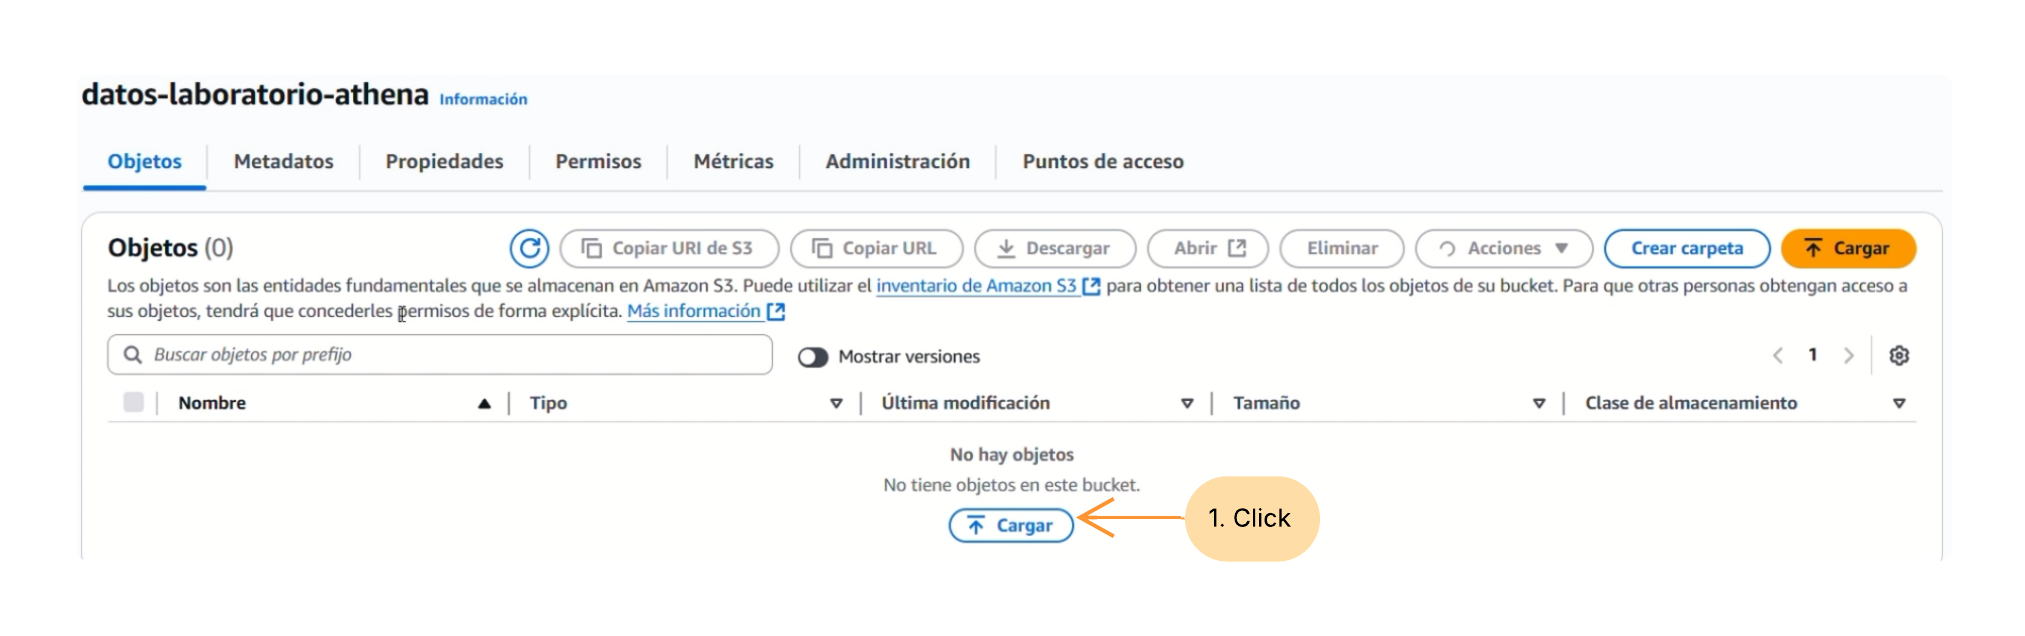 datos-laboratorio-athena Información
Objetos Metadatos Propiedades Permisos Métricas Administración Puntos de acceso
Objetos (0) Copiar URI de S3 Copiar URL Descargar Abrir Eliminar Acciones Crear carpeta Cargar
Los objetos son las entidades fundamentales que se almacenan en Amazon S3. Puede utilizar el inventario de Amazon S3 para obtener una lista de todos los objetos de su bucket. Para que otras personas obtengan acceso a
sus objetos, tendrá que concederles permisos de forma explícita. Más información
Buscar objetos por prefijo Mostrar versiones 1
Nombre Tipo Última modificación Tamaño Clase de almacenamiento
No hay objetos
No tiene objetos en este bucket.
Cargar 1. Click